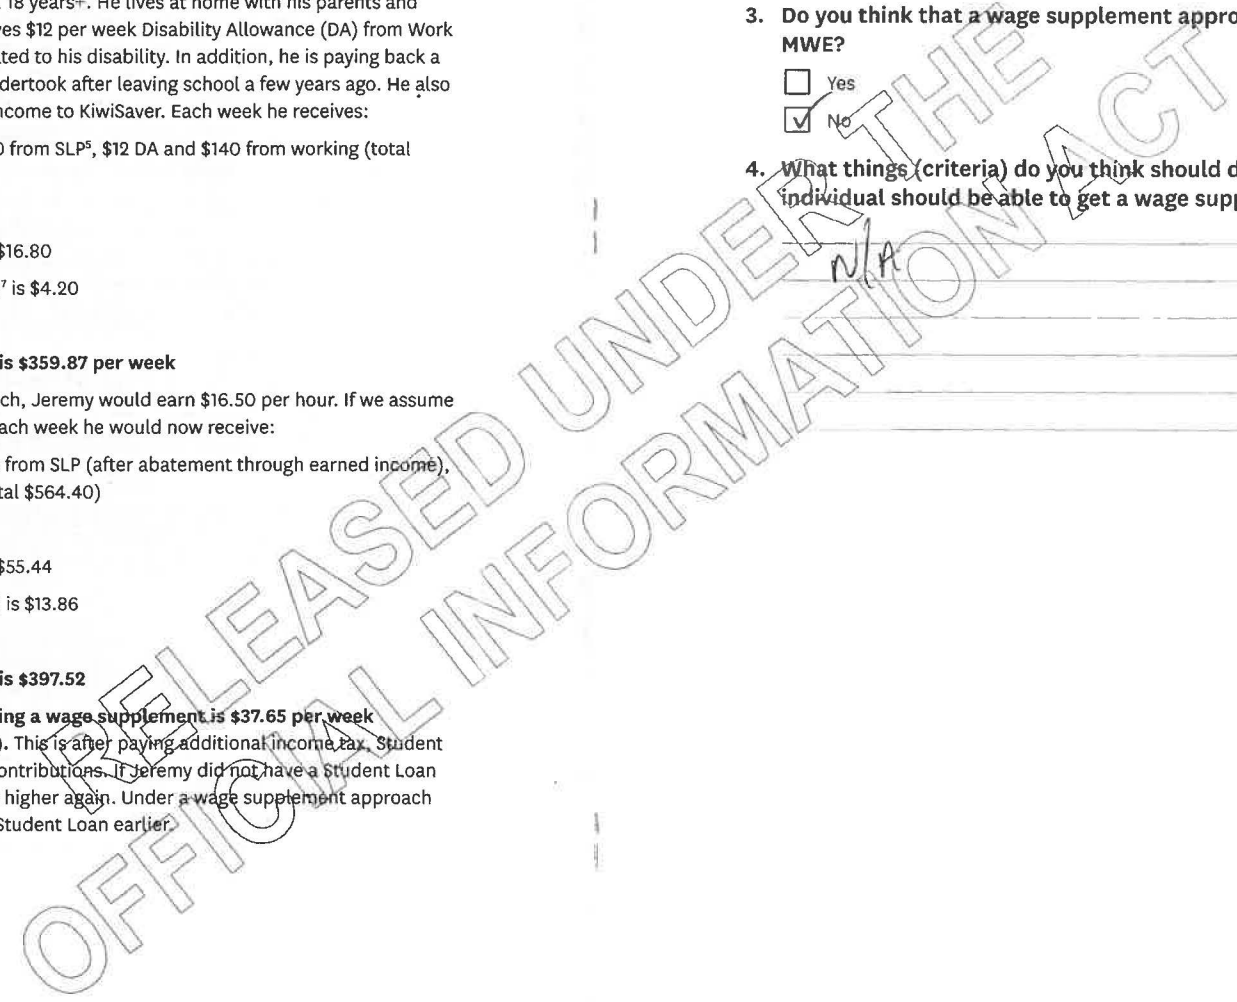 18 years+. He lives at home with his parents and
es $12 per week Disability Allowance (DA) from Work
ted to his disability. In addition, he is paying back a
dertook after leaving school a few years ago. He also
ncome to KiwiSaver. Each week he receives:
0 from SLP⁵, $12 DA and $140 from working (total
$16.80
⁷ is $4.20
is $359.87 per week
ch, Jeremy would earn $16.50 per hour. If we assume
ach week he would now receive:
from SLP (after abatement through earned income),
tal $564.40)
$55.44
is $13.86
is $397.52
ing a wage supplement is $37.65 per week
). This is after paying additional income tax, Student
ontributions. If Jeremy did not have a Student Loan
higher again. Under a wage supplement approach
Student Loan earlier.
3. Do you think that a wage supplement appro
MWE?
Yes
No
4. What things (criteria) do you think should d
individual should be able to get a wage supp
N/A
RELEASED UNDER THE
OFFICIAL INFORMATION ACT